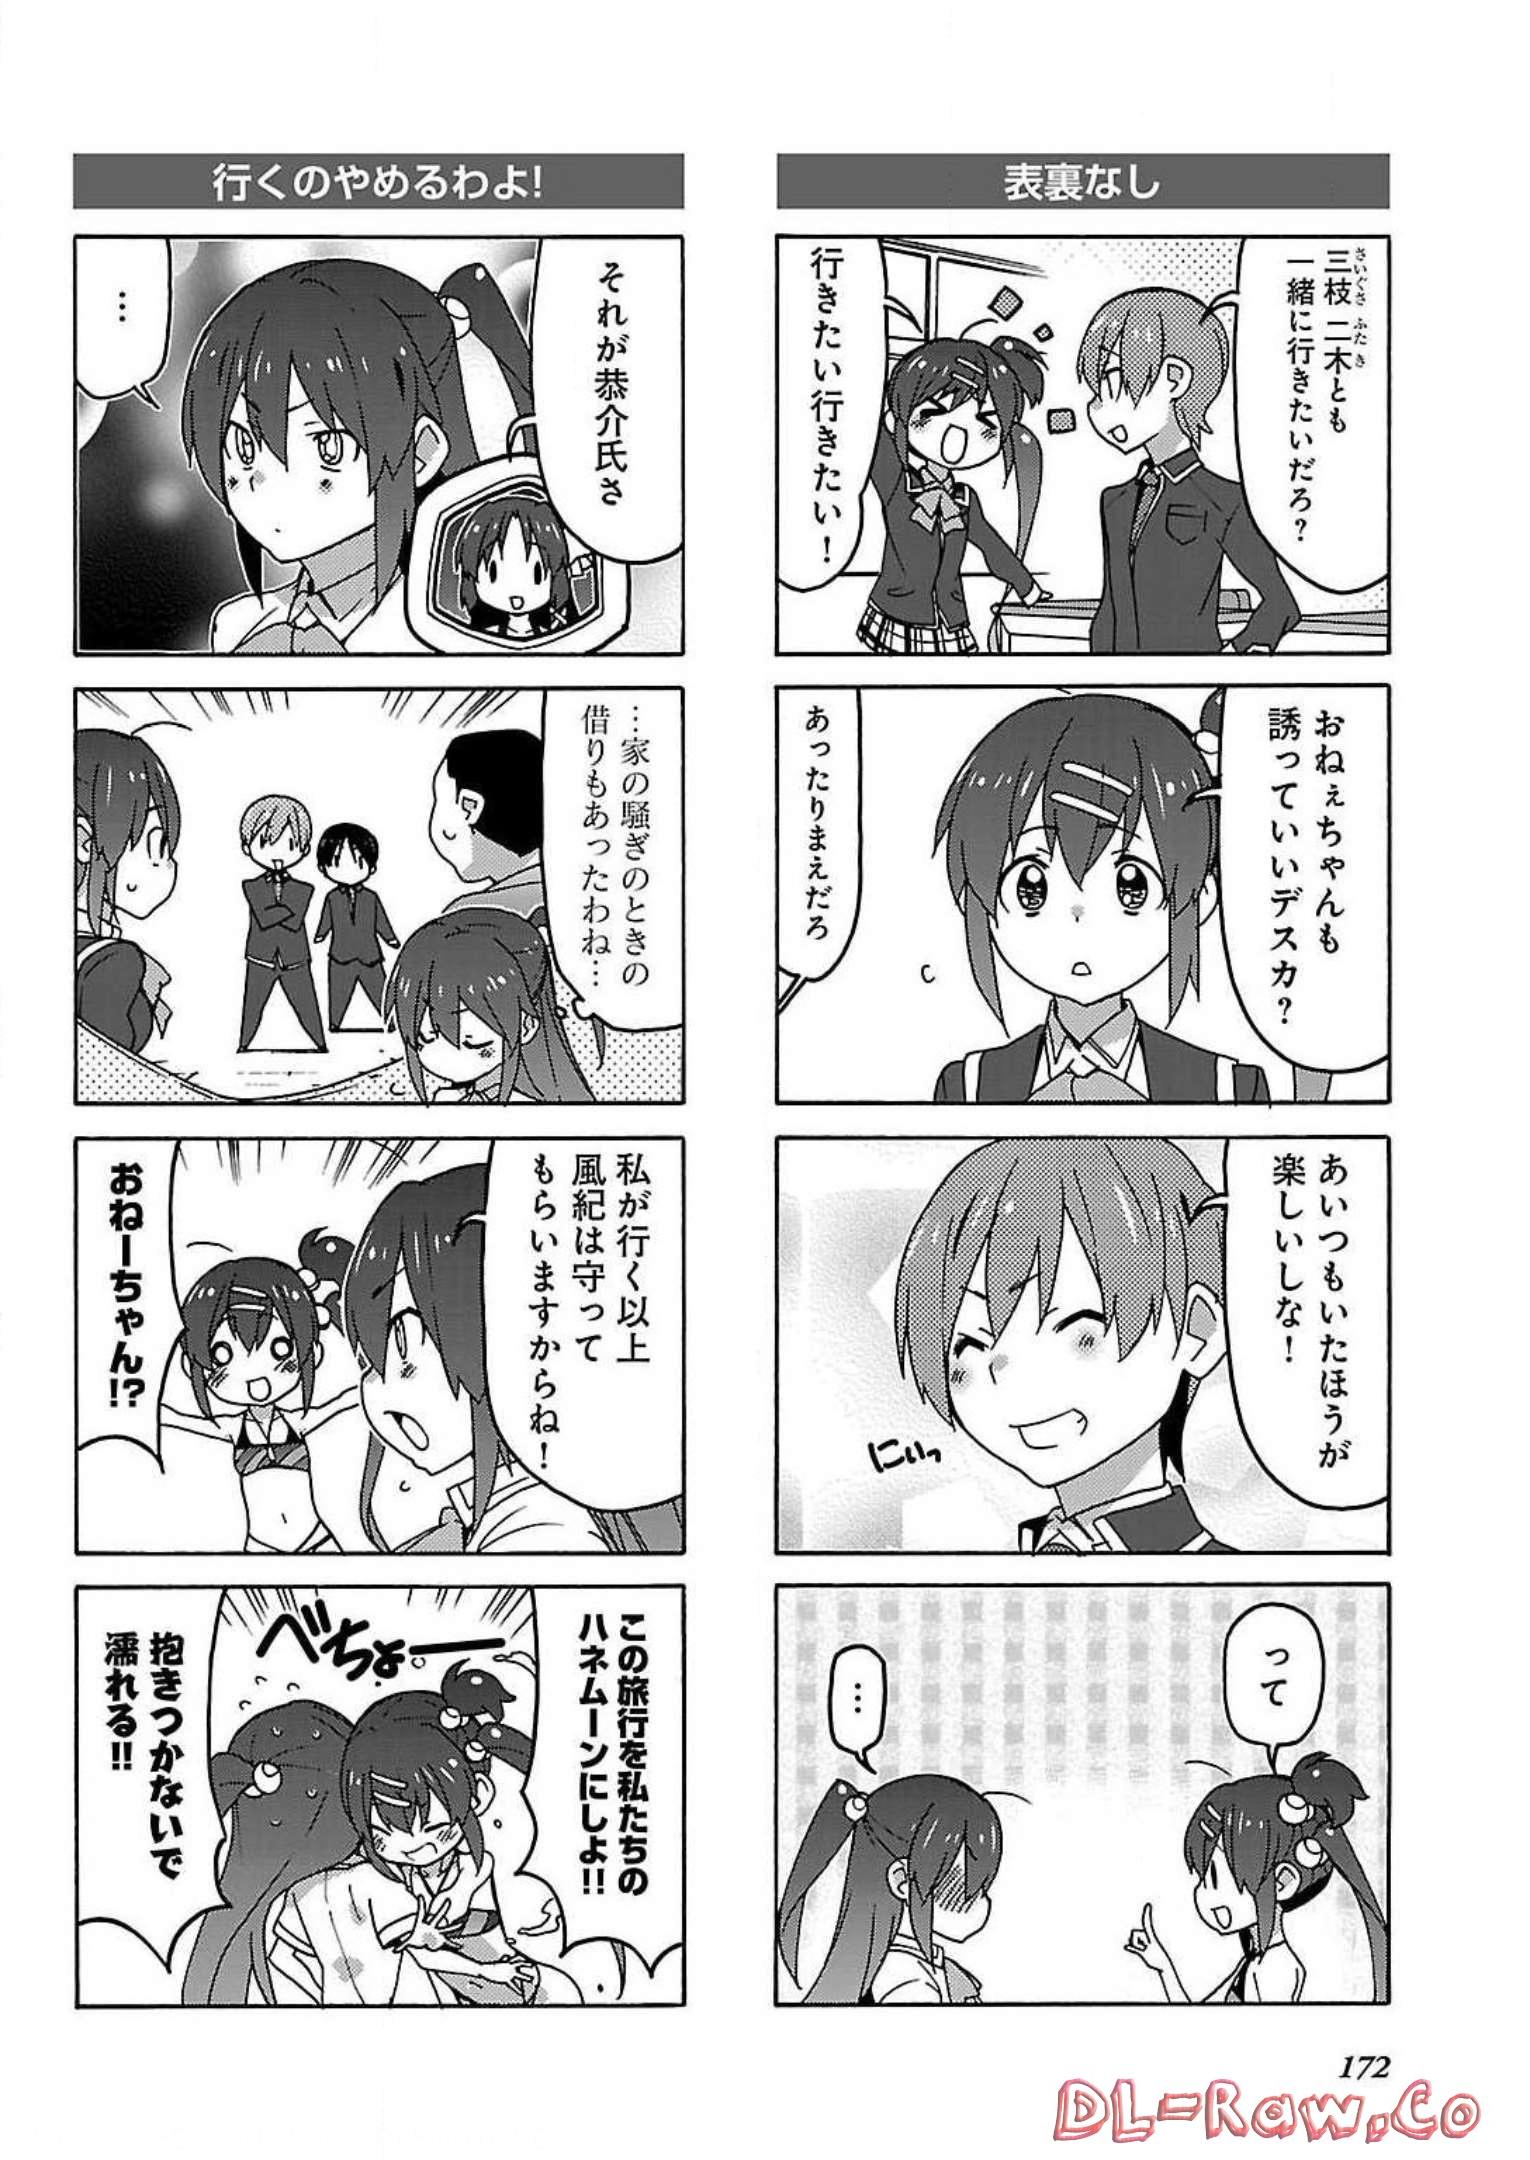 表裏なし
三枝 二木とも
さいぐさ ふたき
一緒に行きたいだろ?
行きたい行きたい!
おねぇちゃんも
誘っていいデスカ?
あったりまえだろ
あいつもいたほうが
楽しいしな!
にぃっ
って
…
行くのやめるわよ!
それが恭介氏さ
…
…家の騒ぎのときの
借りもあったわね…
私が行く以上
風紀は守って
もらいますからね!
おねーちゃん!?
この旅行を私たちの
ハネムーンにしよ!!
べちょー
抱きつかないで
濡れる!!
172
DL-Raw.Co